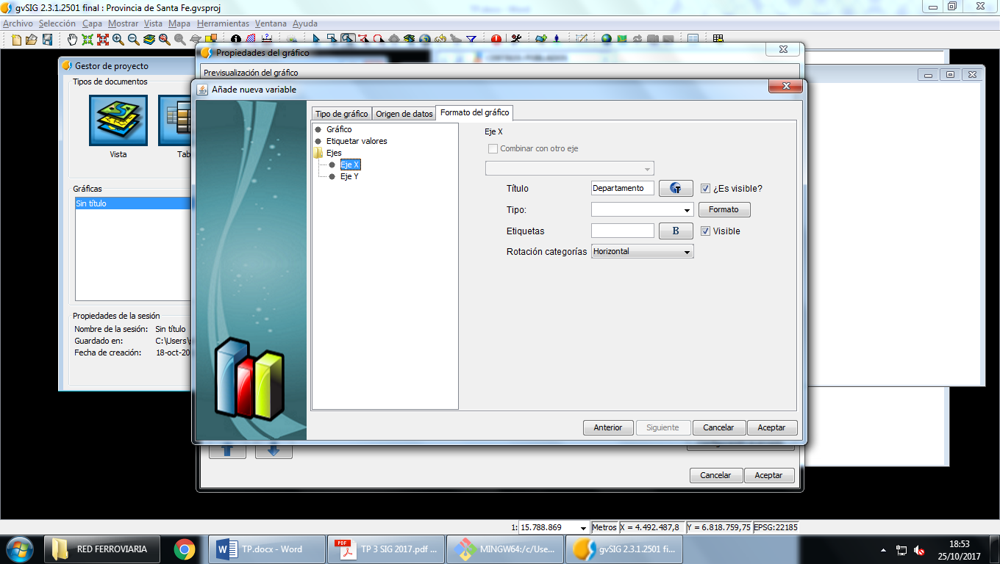 gvSIG 2.3.1.2501 final : Provincia de Santa Fe.gvsproj
Archivo Selección Capa Mostrar Vista Mapa Herramientas Ventana Ayuda
Propiedades del gráfico
Previsualización del gráfico
Gestor de proyecto
Tipos de documentos
Vista
Tab
Gráficas
Sin título
Propiedades de la sesión
Nombre de la sesión: Sin título
Guardado en: C:\Users\
Fecha de creación: 18-oct-20
Añade nueva variable
Tipo de gráfico Origen de datos Formato del gráfico
Gráfico
Etiquetar valores
Ejes
Eje X
Eje Y
Eje X
Combinar con otro eje
Título Departamento T ¿Es visible?
Tipo: Formato
Etiquetas B Visible
Rotación categorías Horizontal
Anterior Siguiente Cancelar Aceptar
Cancelar Aceptar
1: 15.788.869 Metros X = 4.492.487,8 Y = 6.818.759,75 EPSG:22185
RED FERROVIARIA
TP.docx - Word
TP 3 SIG 2017.pdf ...
MINGW64:/c/Use...
gvSIG 2.3.1.2501 fi...
18:53
25/10/2017